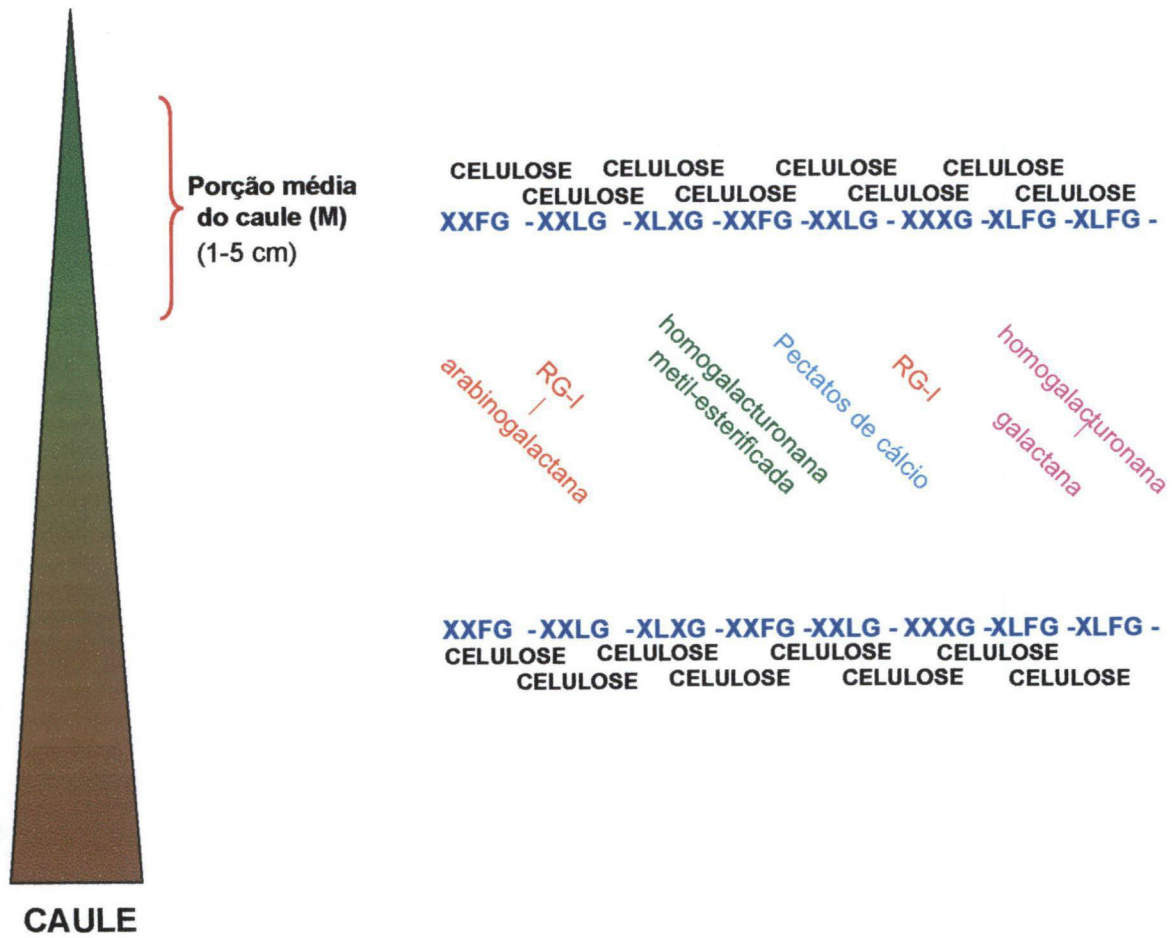 Porção média
do caule (M)
(1-5 cm)
CELULOSE CELULOSE CELULOSE CELULOSE
CELULOSE CELULOSE CELULOSE CELULOSE
XXFG -XXLG -XLXG -XXFG -XXLG - XXXG -XLFG -XLFG -
arabinogalactana
RG-I
homogalacturonana
metil-esterificada
Pectatos de cálcio
RG-I
homogalacturonana
galactana
XXFG -XXLG -XLXG -XXFG -XXLG - XXXG -XLFG -XLFG -
CELULOSE CELULOSE CELULOSE CELULOSE
CELULOSE CELULOSE CELULOSE CELULOSE
CAULE